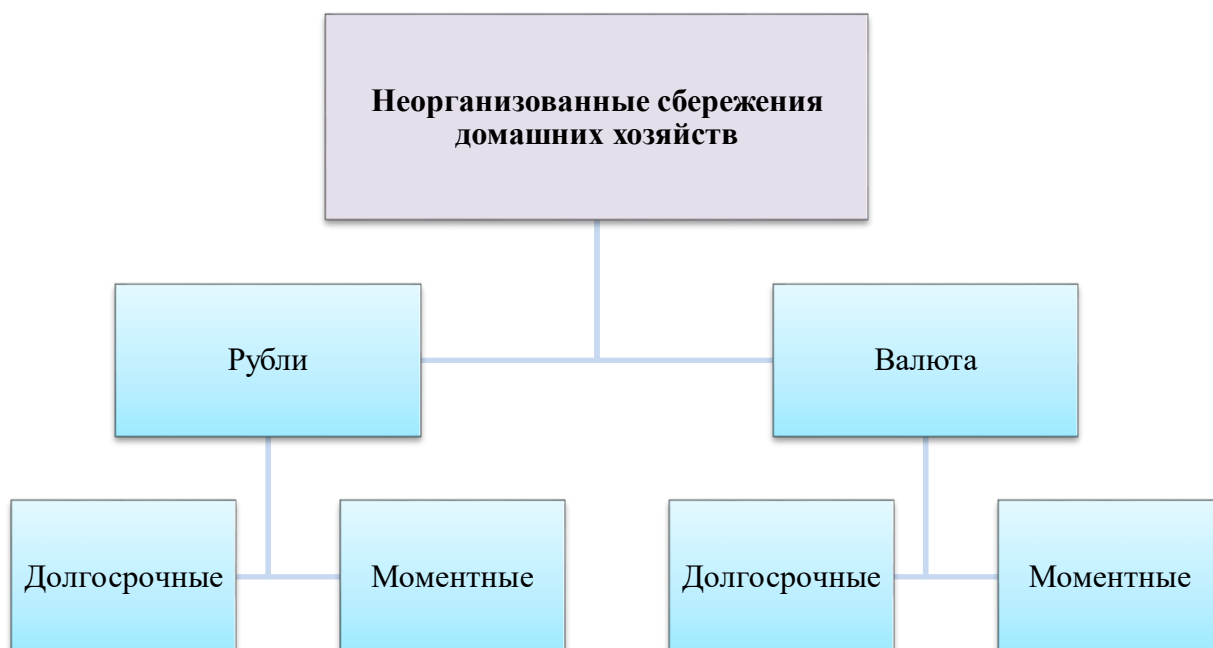 Неорганизованные сбережения
домашних хозяйств
Рубли
Валюта
Долгосрочные
Моментные
Долгосрочные
Моментные